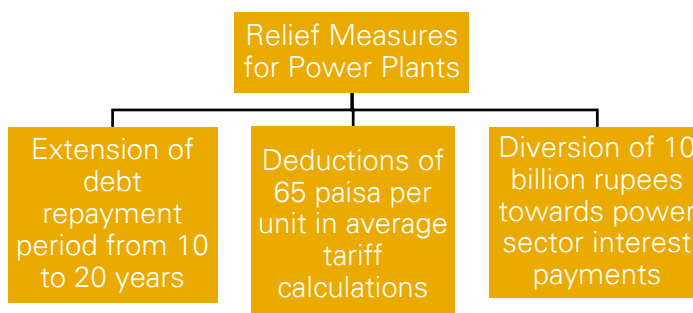 Relief Measures
for Power Plants
Extension of
debt
repayment
period from 10
to 20 years
Deductions of
65 paisa per
unit in average
tariff
calculations
Diversion of 10
billion rupees
towards power
sector interest
payments